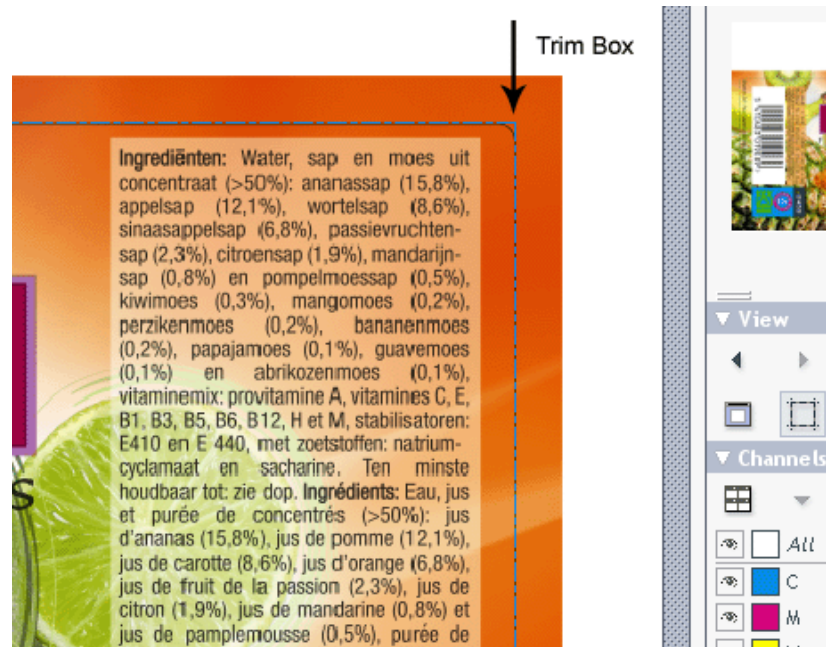 Trim Box
Ingrediënten: Water, sap en moes uit
concentraat (>50%): ananassap (15,8%),
appelsap (12,1%), wortelsap (8,6%),
sinaasappelsap (6,8%), passievruchten-
sap (2,3%), citroensap (1,9%), mandarijn-
sap (0,8%) en pompelmoessap (0,5%),
kiwimoes (0,3%), mangomoes (0,2%),
perzikenmoes (0,2%), bananenmoes
(0,2%), papajamoes (0,1%), guavemoes
(0,1%) en abrikozenmoes (0,1%),
vitaminemix: provitamine A, vitamines C, E,
B1, B3, B5, B6, B12, H et M, stabilisatoren:
E410 en E 440, met zoetstoffen: natrium-
cyclamaat en sacharine. Ten minste
houdbaar tot: zie dop. Ingrédients: Eau, jus
et purée de concentrés (>50%): jus
d'ananas (15,8%), jus de pomme (12,1%),
jus de carotte (8,6%), jus d'orange (6,8%),
jus de fruit de la passion (2,3%), jus de
citron (1,9%), jus de mandarine (0,8%) et
jus de pamplemousse (0,5%), purée de
s
View
Channels
All
C
M